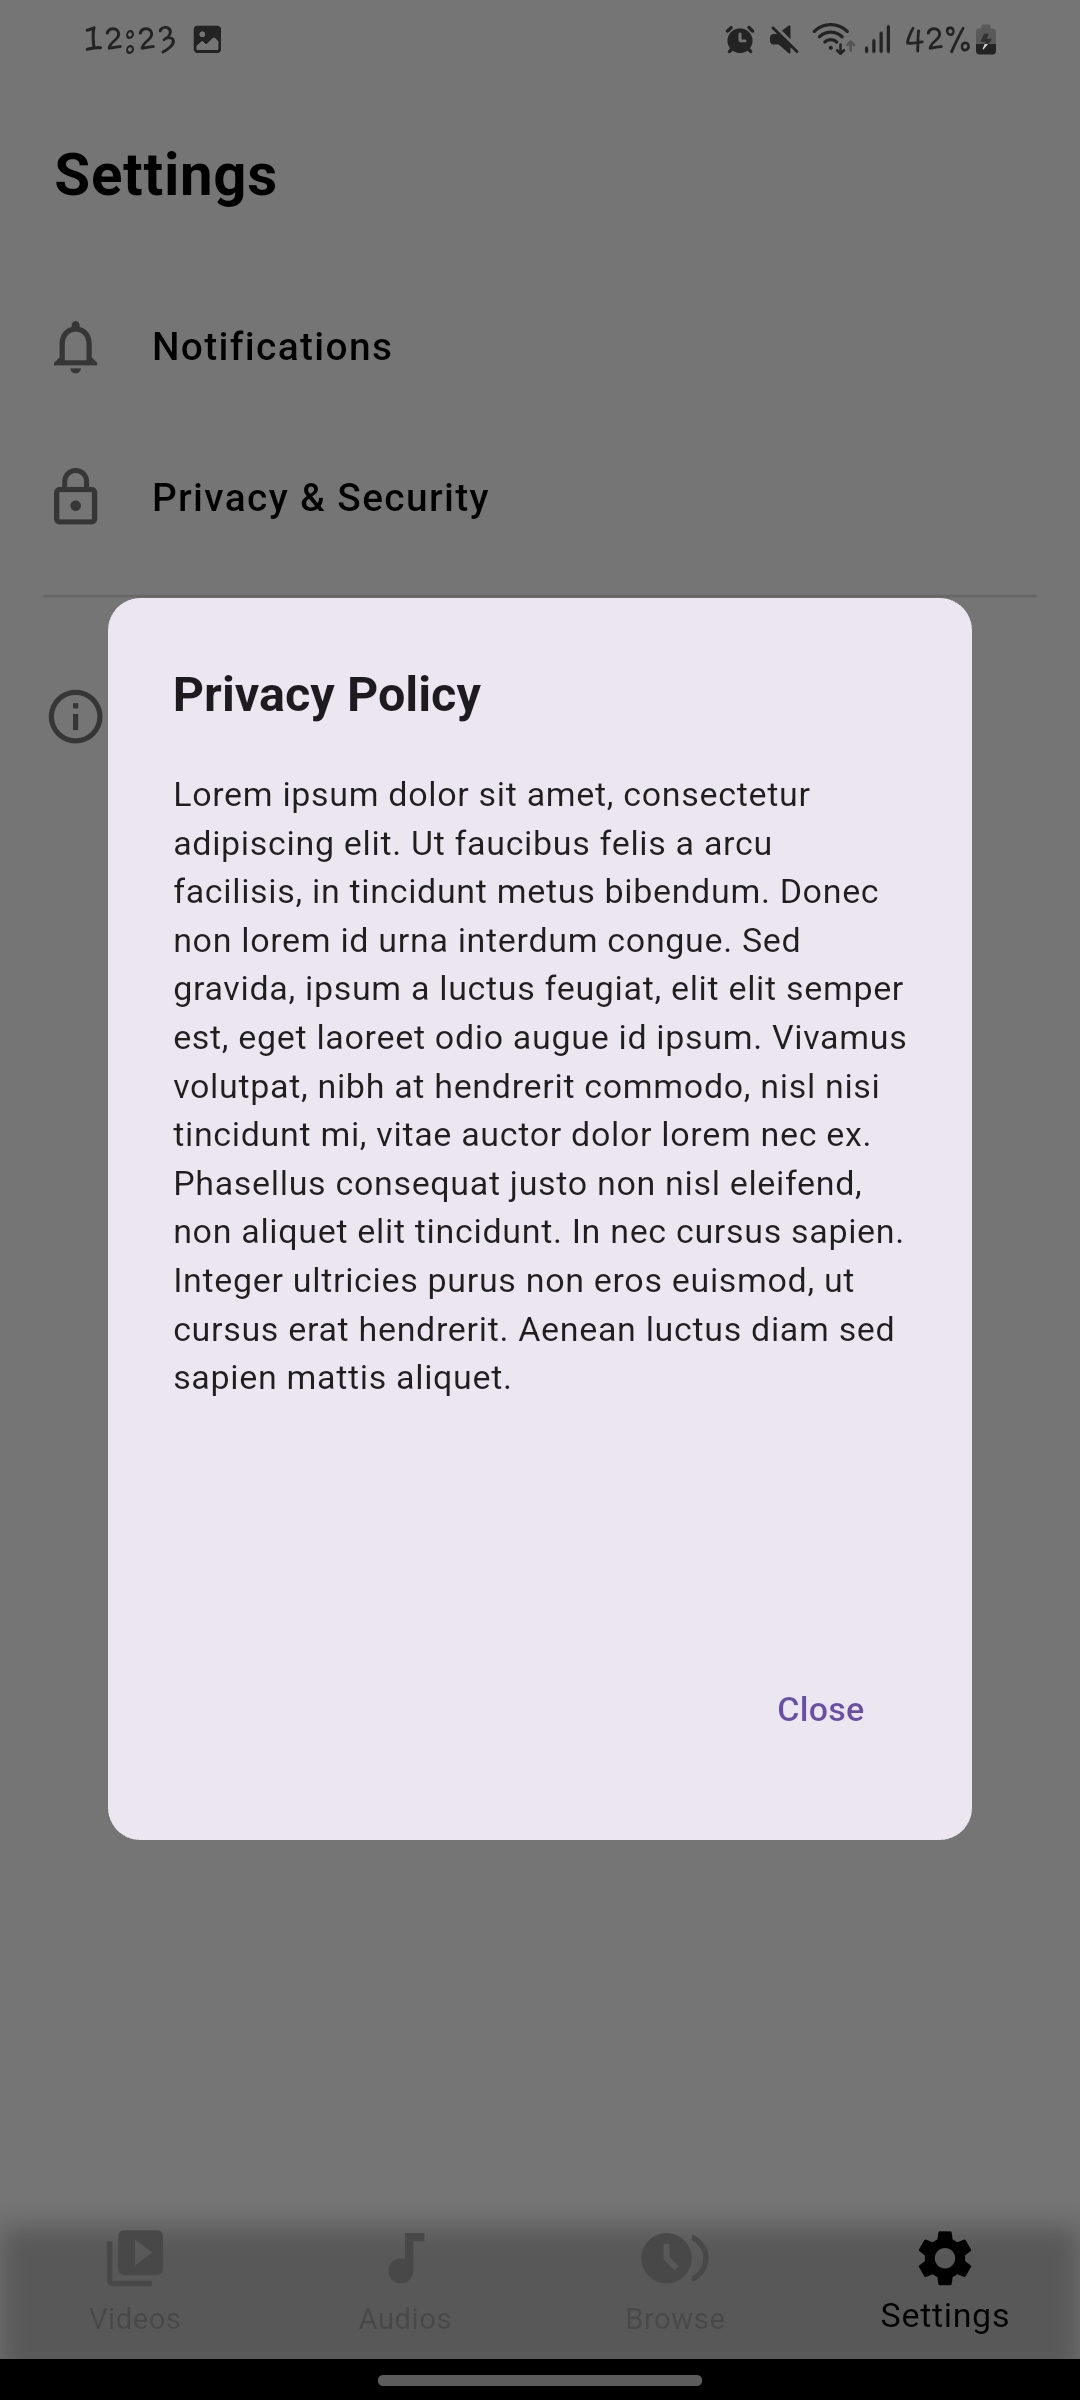 12:23
42%
Settings
Notifications
Privacy & Security
Privacy Policy
Lorem ipsum dolor sit amet, consectetur
adipiscing elit. Ut faucibus felis a arcu
facilisis, in tincidunt metus bibendum. Donec
non lorem id urna interdum congue. Sed
gravida, ipsum a luctus feugiat, elit elit semper
est, eget laoreet odio augue id ipsum. Vivamus
volutpat, nibh at hendrerit commodo, nisl nisi
tincidunt mi, vitae auctor dolor lorem nec ex.
Phasellus consequat justo non nisl eleifend,
non aliquet elit tincidunt. In nec cursus sapien.
Integer ultricies purus non eros euismod, ut
cursus erat hendrerit. Aenean luctus diam sed
sapien mattis aliquet.
Close
Videos
Audios
Browse
Settings